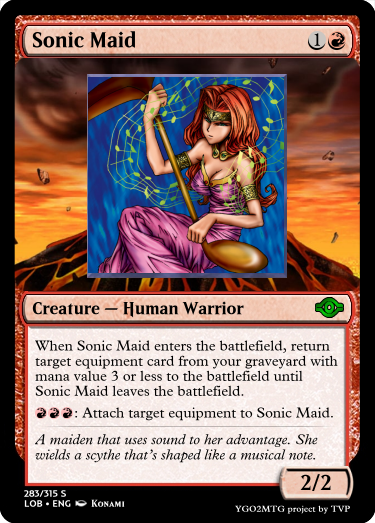 Sonic Maid 1
Creature — Human Warrior
When Sonic Maid enters the battlefield, return
target equipment card from your graveyard with
mana value 3 or less to the battlefield until
Sonic Maid leaves the battlefield.
: Attach target equipment to Sonic Maid.
A maiden that uses sound to her advantage. She
wields a scythe that's shaped like a musical note.
2/2
283/315 S
LOB • ENG Konami
YGO2MTG project by TVP